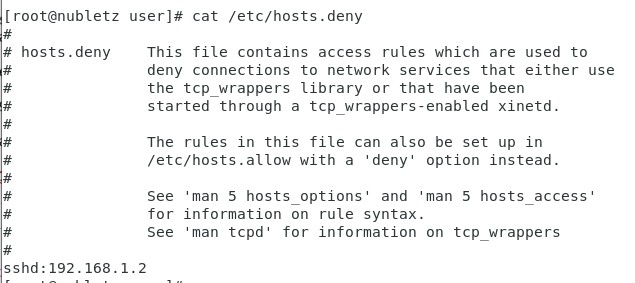 [root@nubletz user]# cat /etc/hosts.deny
#
# hosts.deny    This file contains access rules which are used to
#               deny connections to network services that either use
#               the tcp_wrappers library or that have been
#               started through a tcp_wrappers-enabled xinetd.
#
#               The rules in this file can also be set up in
#               /etc/hosts.allow with a 'deny' option instead.
#
#               See 'man 5 hosts_options' and 'man 5 hosts_access'
#               for information on rule syntax.
#               See 'man tcpd' for information on tcp_wrappers
#
sshd:192.168.1.2